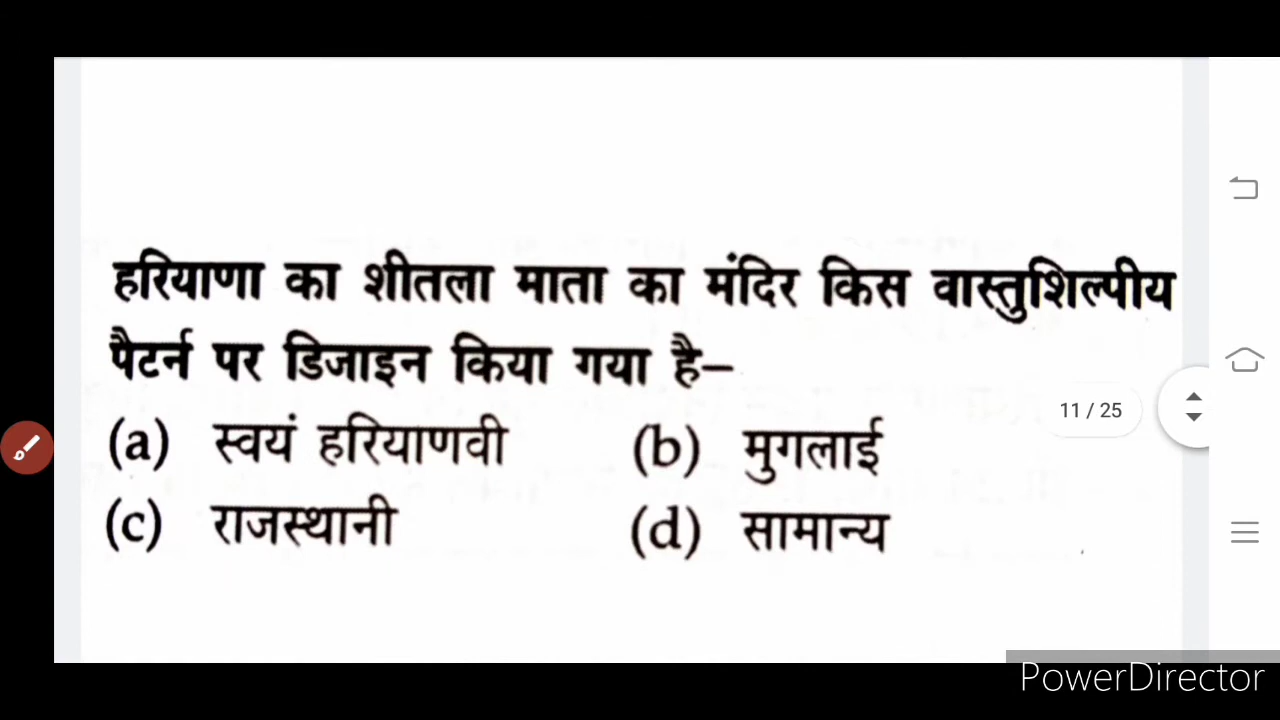 हरियाणा का शीतला माता का मंदिर किस वास्तुशिल्पीय
पैटर्न पर डिजाइन किया गया है–
(a) स्वयं हरियाणवी (b) मुगलाई
11 / 25
(c) राजस्थानी (d) सामान्य
PowerDirector